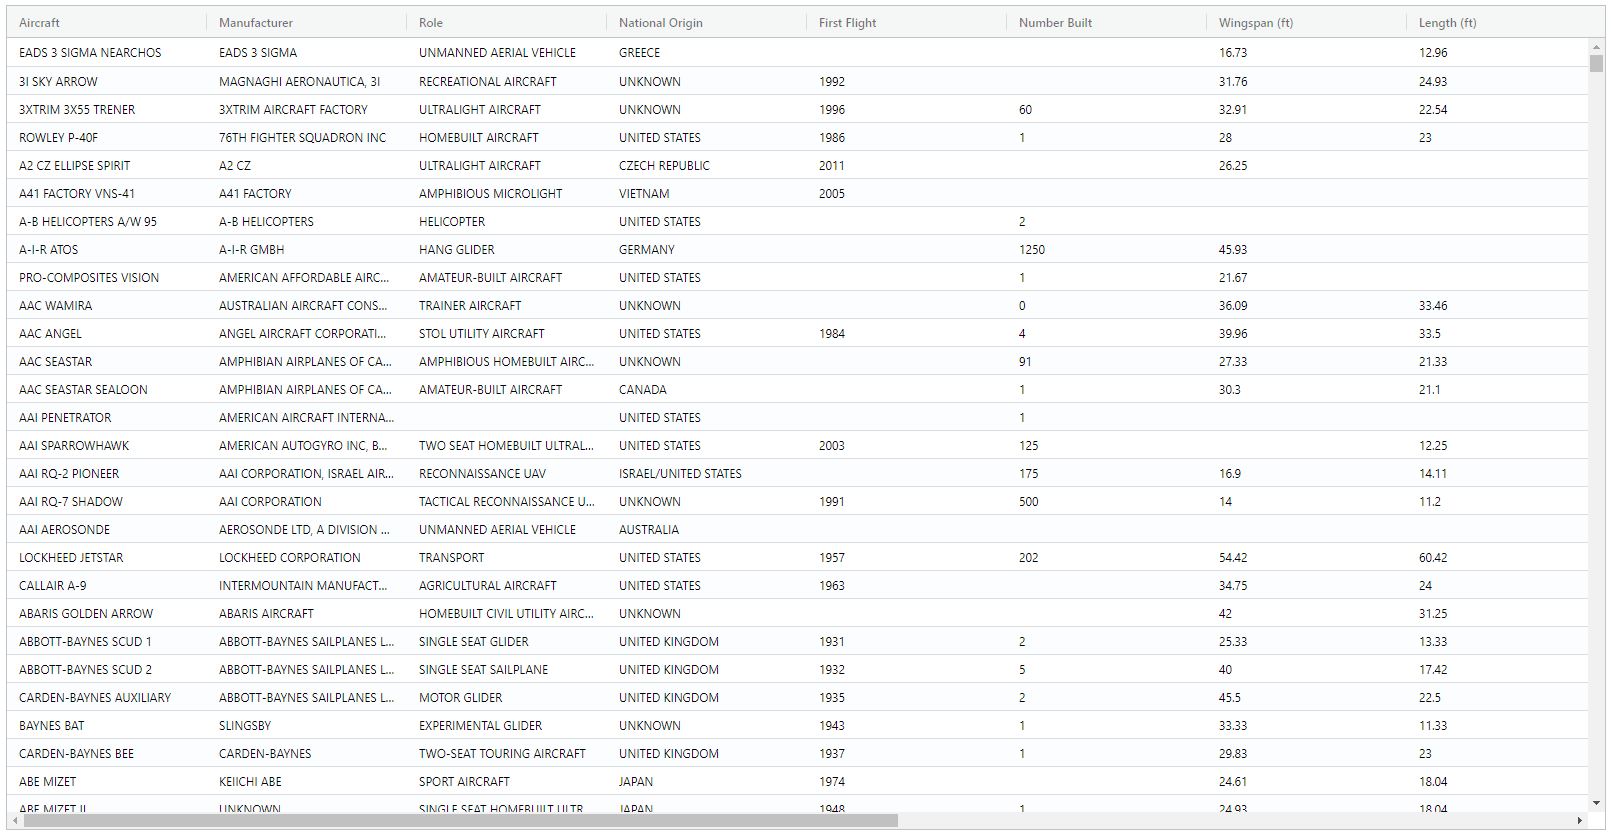 Aircraft Manufacturer Role National Origin First Flight Number Built Wingspan (ft) Length (ft)
EADS 3 SIGMA NEARCHOS EADS 3 SIGMA UNMANNED AERIAL VEHICLE GREECE 16.73 12.96
3I SKY ARROW MAGNAGHI AERONAUTICA, 3I RECREATIONAL AIRCRAFT UNKNOWN 1992 31.76 24.93
3XTRIM 3X55 TRENER 3XTRIM AIRCRAFT FACTORY ULTRALIGHT AIRCRAFT UNKNOWN 1996 60 32.91 22.54
ROWLEY P-40F 76TH FIGHTER SQUADRON INC HOMEBUILT AIRCRAFT UNITED STATES 1986 1 28 23
A2 CZ ELLIPSE SPIRIT A2 CZ ULTRALIGHT AIRCRAFT CZECH REPUBLIC 2011 26.25
A41 FACTORY VNS-41 A41 FACTORY AMPHIBIOUS MICROLIGHT VIETNAM 2005
A-B HELICOPTERS A/W 95 A-B HELICOPTERS HELICOPTER UNITED STATES 2
A-I-R ATOS A-I-R GMBH HANG GLIDER GERMANY 1250 45.93
PRO-COMPOSITES VISION AMERICAN AFFORDABLE AIRC... AMATEUR-BUILT AIRCRAFT UNITED STATES 1 21.67
AAC WAMIRA AUSTRALIAN AIRCRAFT CONS... TRAINER AIRCRAFT UNKNOWN 0 36.09 33.46
AAC ANGEL ANGEL AIRCRAFT CORPORATI... STOL UTILITY AIRCRAFT UNITED STATES 1984 4 39.96 33.5
AAC SEASTAR AMPHIBIAN AIRPLANES OF CA... AMPHIBIOUS HOMEBUILT AIRC... UNKNOWN 91 27.33 21.33
AAC SEASTAR SEALOON AMPHIBIAN AIRPLANES OF CA... AMATEUR-BUILT AIRCRAFT CANADA 1 30.3 21.1
AAI PENETRATOR AMERICAN AIRCRAFT INTERNA... UNITED STATES 1
AAI SPARROWHAWK AMERICAN AUTOGYRO INC, B... TWO SEAT HOMEBUILT ULTRAL... UNITED STATES 2003 125 12.25
AAI RQ-2 PIONEER AAI CORPORATION, ISRAEL AIR... RECONNAISSANCE UAV ISRAEL/UNITED STATES 175 16.9 14.11
AAI RQ-7 SHADOW AAI CORPORATION TACTICAL RECONNAISSANCE U... UNKNOWN 1991 500 14 11.2
AAI AEROSONDE AEROSONDE LTD, A DIVISION ... UNMANNED AERIAL VEHICLE AUSTRALIA
LOCKHEED JETSTAR LOCKHEED CORPORATION TRANSPORT UNITED STATES 1957 202 54.42 60.42
CALLAIR A-9 INTERMOUNTAIN MANUFACT... AGRICULTURAL AIRCRAFT UNITED STATES 1963 34.75 24
ABARIS GOLDEN ARROW ABARIS AIRCRAFT HOMEBUILT CIVIL UTILITY AIRC... UNKNOWN 42 31.25
ABBOTT-BAYNES SCUD 1 ABBOTT-BAYNES SAILPLANES L... SINGLE SEAT GLIDER UNITED KINGDOM 1931 2 25.33 13.33
ABBOTT-BAYNES SCUD 2 ABBOTT-BAYNES SAILPLANES L... SINGLE SEAT SAILPLANE UNITED KINGDOM 1932 5 40 17.42
CARDEN-BAYNES AUXILIARY ABBOTT-BAYNES SAILPLANES L... MOTOR GLIDER UNITED KINGDOM 1935 2 45.5 22.5
BAYNES BAT SLINGSBY EXPERIMENTAL GLIDER UNKNOWN 1943 1 33.33 11.33
CARDEN-BAYNES BEE CARDEN-BAYNES TWO-SEAT TOURING AIRCRAFT UNITED KINGDOM 1937 1 29.83 23
ABE MIZET KEIICHI ABE SPORT AIRCRAFT JAPAN 1974 24.61 18.04
ABE MIZET II UNKNOWN SINGLE SEAT HOMEBUILT ULTR JAPAN 1948 1 24.93 18.04